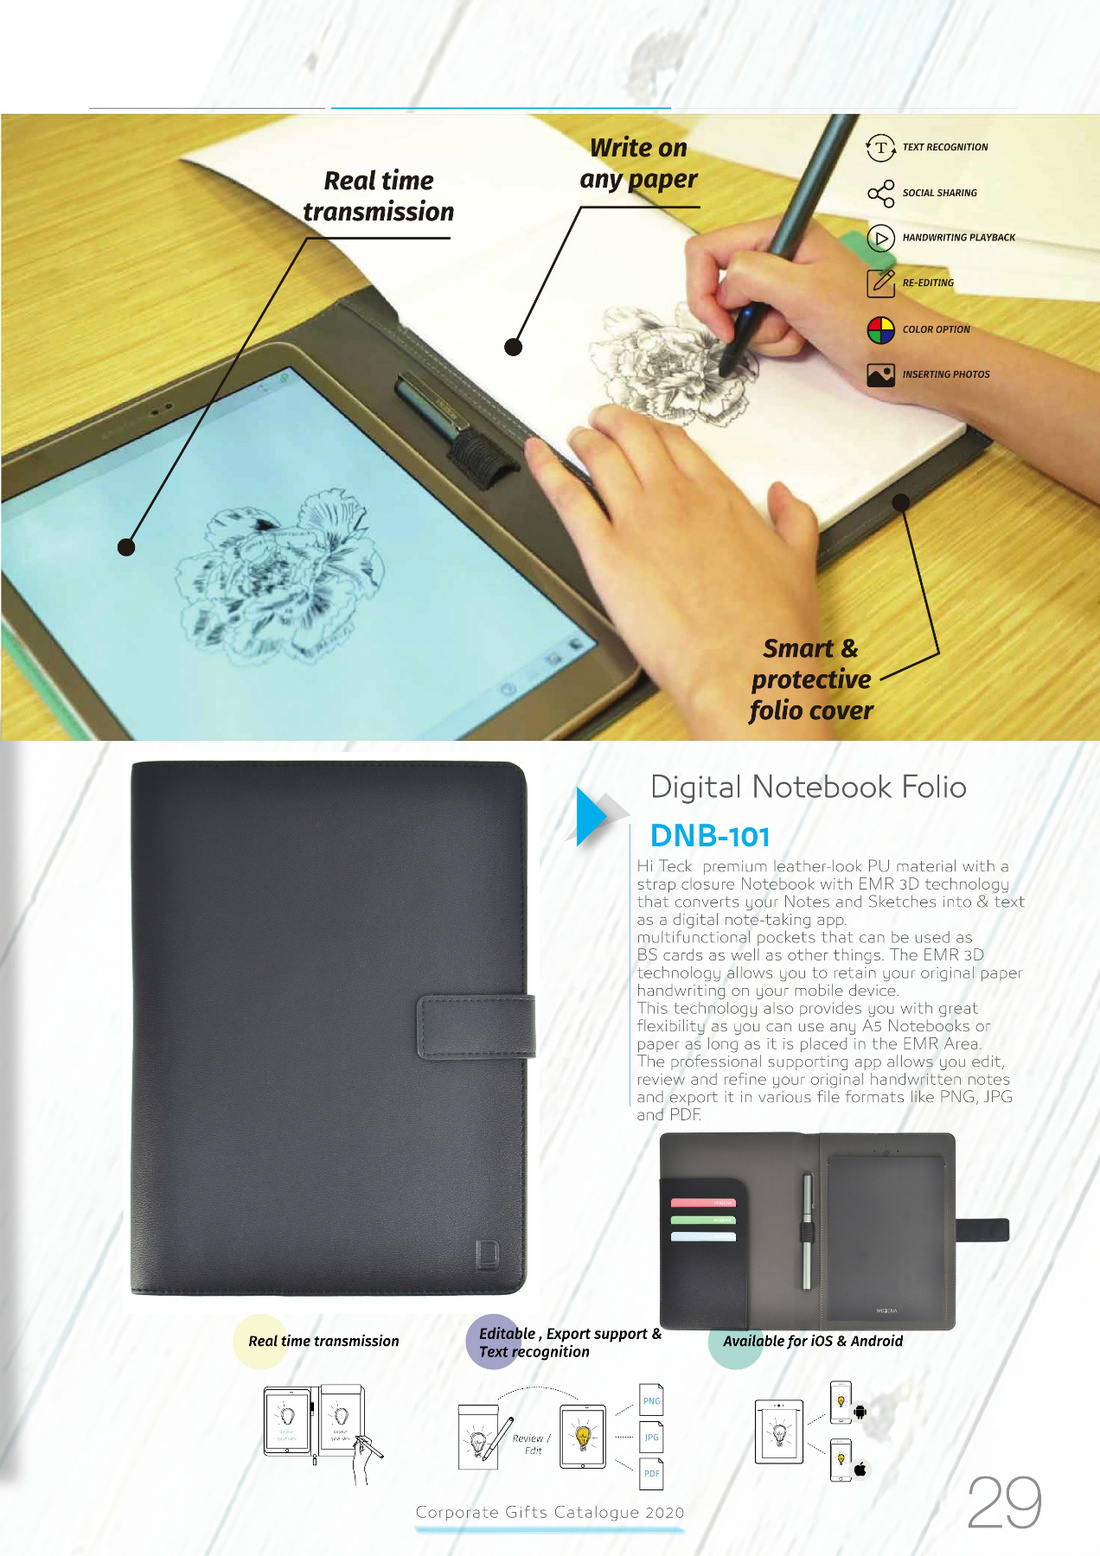 Real time
transmission
Write on
any paper
TEXT RECOGNITION
SOCIAL SHARING
HANDWRITING PLAYBACK
RE-EDITING
COLOR OPTION
INSERTING PHOTOS
Smart &
protective
folio cover
Digital Notebook Folio
DNB-101
Hi Teck premium leather-look PU material with a
strap closure Notebook with EMR 3D technology
that converts your Notes and Sketches into & text
as a digital note-taking app.
multifunctional pockets that can be used as
BS cards as well as other things. The EMR 3D
technology allows you to retain your original paper
handwriting on your mobile device.
This technology also provides you with great
flexibility as you can use any A5 Notebooks or
paper as long as it is placed in the EMR Area.
The professional supporting app allows you edit,
review and refine your original handwritten notes
and export it in various file formats like PNG, JPG
and PDF.
D
Real time transmission
Editable , Export support &
Text recognition
Available for iOS & Android
Review /
Edit
PNG
JPG
PDF
Corporate Gifts Catalogue 2020
29